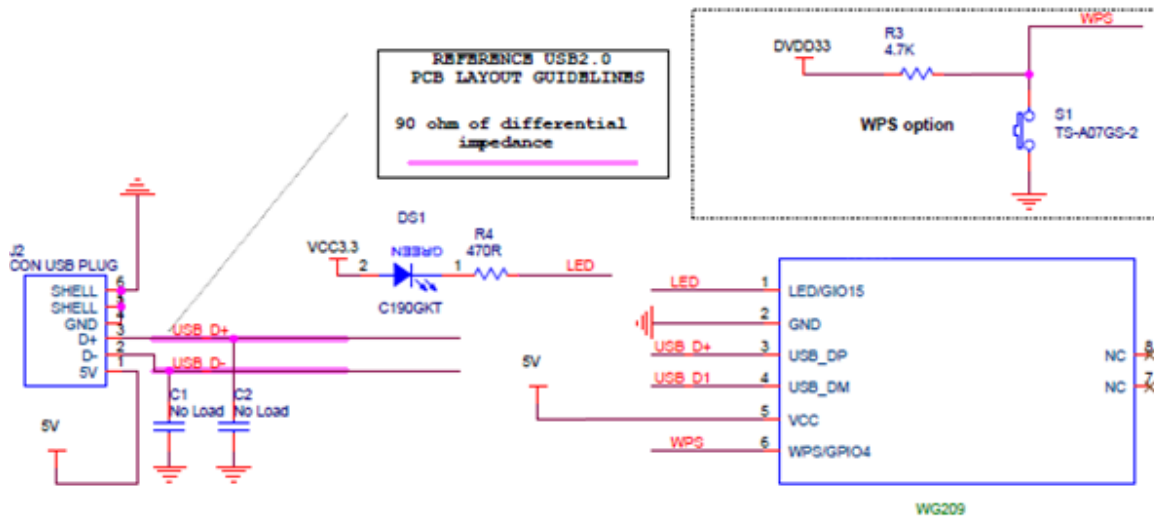 REFERENCE USB2.0
PCB LAYOUT GUIDELINES
90 ohm of differential
impedance
WPS
R3
4.7K
DVDD33
WPS option
S1
TS-A07GS-2
J2
CON USB PLUG
SHELL 6
SHELL 5
GND 4
D+ 3
D- 2
5V 1
USB_D+
USB_D-
C1
No Load
C2
No Load
5V
DS1
VCC3.3
2
GREEN
1
R4
470R
LED
C190GKT
5V
LED 1 LED/GIO15
2 GND
USB_D+ 3 USB_DP NC 8
USB_D1 4 USB_DM NC 7
5 VCC
WPS 6 WPS/GPIO4
WG209